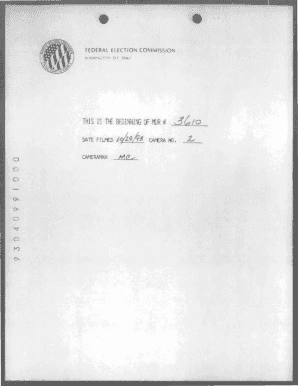 FEDERAL ELECTION COMMISSION
WASHINGTON, D.C. 20463
THIS IS THE BEGINNING OF MUR # 3610
DATE FILMED 10/29/93 CAMERA NO. 2
CAMERAMAN
93040991000